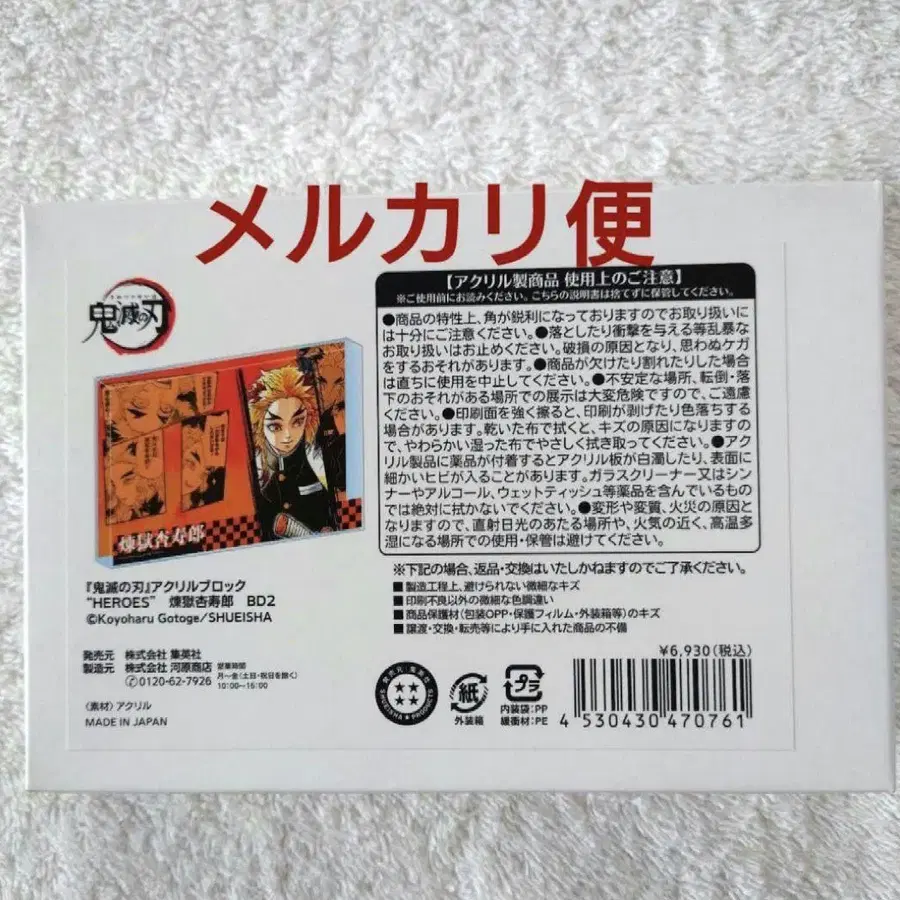 メルカリ便
鬼滅の刃
【アクリル製商品 使用上のご注意】
※ご使用前にお読みください。こちらの説明書は捨てずに保管してください。
●商品の特性上、角が鋭利になっておりますのでお取り扱いに
は十分にご注意ください。●落としたり衝撃を与える等乱暴な
お取り扱いはお止めください。破損の原因となり、思わぬケガ
をするおそれがあります。●商品が欠けたり割れたりした場合
は直ちに使用を中止してください。●不安定な場所、転倒・落
下のおそれがある場所での展示は大変危険ですので、ご遠慮
ください。●印刷面を強く擦ると、印刷が剥げたり色落ちする
場合があります。乾いた布で拭くと、キズの原因になりますの
で、やわらかい湿った布でやさしく拭き取ってください。●アク
リル製品に薬品が付着するとアクリル板が白濁したり、表面に
細かいヒビが入ることがあります。ガラスクリーナー又はシン
ナーやアルコール、ウェットティッシュ等薬品を含んでいるもの
では絶対に拭かないでください。●変形や変質、火災の原因と
なりますので、直射日光のあたる場所や、火気の近く、高温多
湿になる場所での使用・保管は避けてください。
煉獄杏寿郎
『鬼滅の刃』アクリルブロック
"HEROES" 煉獄杏寿郎 BD2
©Koyoharu Gotoge/SHUEISHA
※下記の場合、返品・交換はいたしかねますのでご了承ください。
■製造工程上、避けられない微細なキズ
■印刷不良以外の微細な色調違い
■商品保護材(包装OPP・保護フィルム・外装箱等)のキズ
■譲渡・交換・転売等により手に入れた商品の不備
発売元 株式会社 集英社
製造元 株式会社 河原商店
0120-62-7926
営業時間
月〜金(土日・祝日を除く)
10:00〜16:00
〈素材〉アクリル
MADE IN JAPAN
SHUEISHA PRODUCTS
紙
外装箱
プラ
内装袋:PP
緩衝材:PE
¥6,930(税込)
4 530430 470761